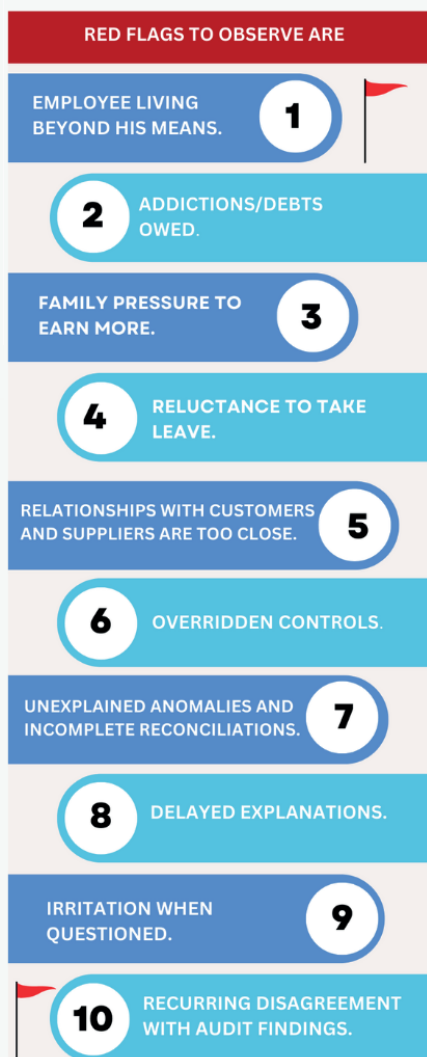 RED FLAGS TO OBSERVE ARE
EMPLOYEE LIVING
BEYOND HIS MEANS.
1
2
ADDICTIONS/DEBTS
OWED.
FAMILY PRESSURE TO
EARN MORE.
3
4
RELUCTANCE TO TAKE
LEAVE.
RELATIONSHIPS WITH CUSTOMERS
AND SUPPLIERS ARE TOO CLOSE.
5
6
OVERRIDDEN CONTROLS.
UNEXPLAINED ANOMALIES AND
INCOMPLETE RECONCILIATIONS.
7
8
DELAYED EXPLANATIONS.
IRRITATION WHEN
QUESTIONED.
9
10
RECURRING DISAGREEMENT
WITH AUDIT FINDINGS.